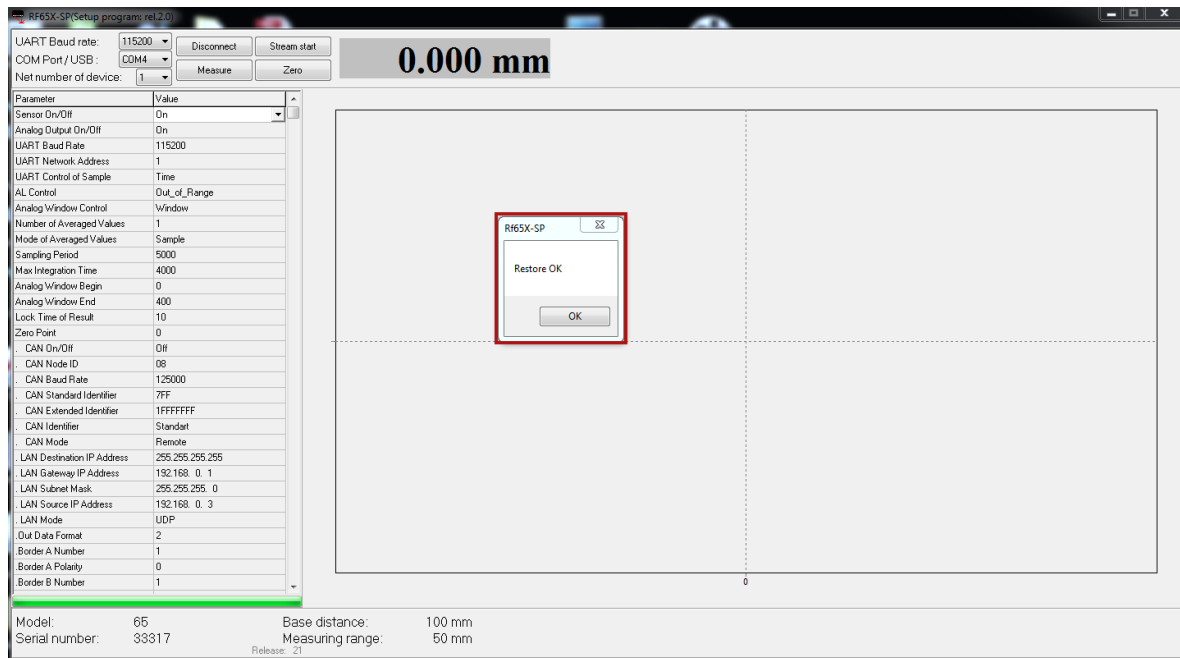 RF65X-SP(Setup program: rel.2.0)
UART Baud rate: 115200 Disconnect Stream start
COM Port / USB : COM4
Net number of device: 1 Measure Zero
0.000 mm
Parameter Value
Sensor On/Off On
Analog Output On/Off On
UART Baud Rate 115200
UART Network Address 1
UART Control of Sample Time
AL Control Out_of_Range
Analog Window Control Window
Number of Averaged Values 1
Mode of Averaged Values Sample
Sampling Period 5000
Max Integration Time 4000
Analog Window Begin 0
Analog Window End 400
Lock Time of Result 10
Zero Point 0
. CAN On/Off Off
. CAN Node ID 08
. CAN Baud Rate 125000
. CAN Standard Identifier 7FF
. CAN Extended Identifier 1FFFFFFF
. CAN Identifier Standart
. CAN Mode Remote
. LAN Destination IP Address 255.255.255.255
. LAN Gateway IP Address 192.168. 0. 1
. LAN Subnet Mask 255.255.255. 0
. LAN Source IP Address 192.168. 0. 3
. LAN Mode UDP
.Out Data Format 2
.Border A Number 1
.Border A Polarity 0
.Border B Number 1
Rf65X-SP
Restore OK
OK
0
Model: 65 Base distance: 100 mm
Serial number: 33317 Measuring range: 50 mm
Release: 21